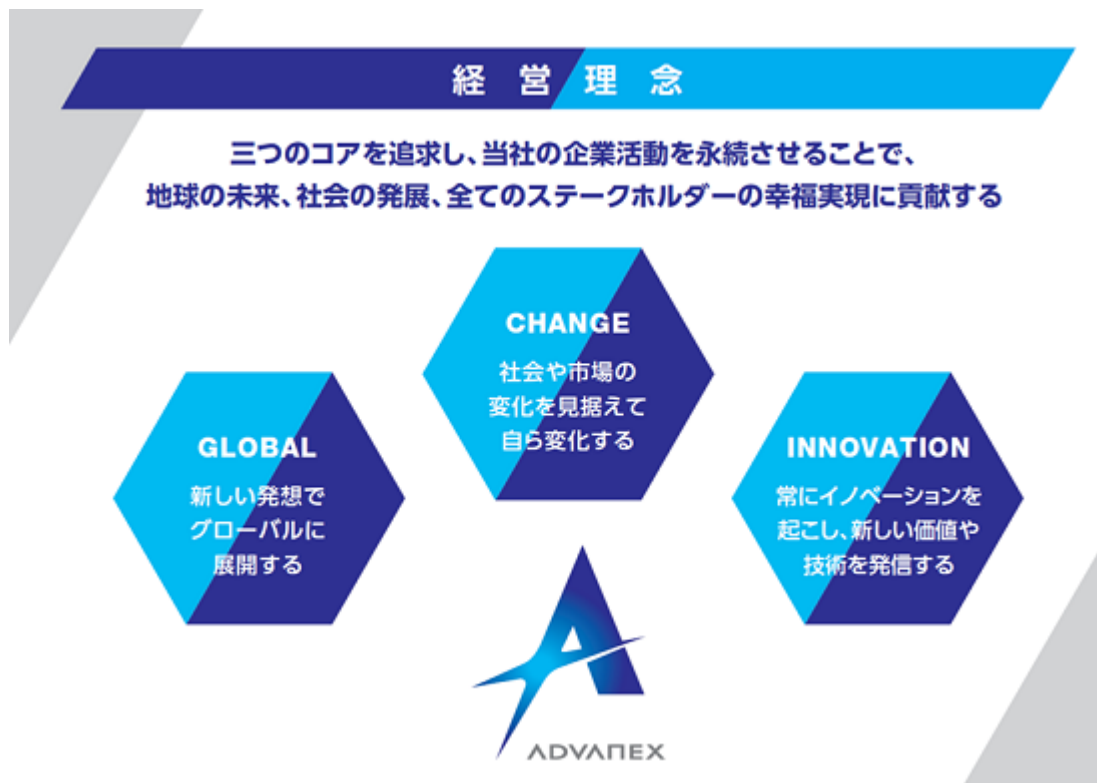 経営理念
三つのコアを追求し、当社の企業活動を永続させることで、
地球の未来、社会の発展、全てのステークホルダーの幸福実現に貢献する
CHANGE
社会や市場の
変化を見据えて
自ら変化する
GLOBAL
新しい発想で
グローバルに
展開する
INNOVATION
常にイノベーションを
起こし、新しい価値や
技術を発信する
ADVANEX